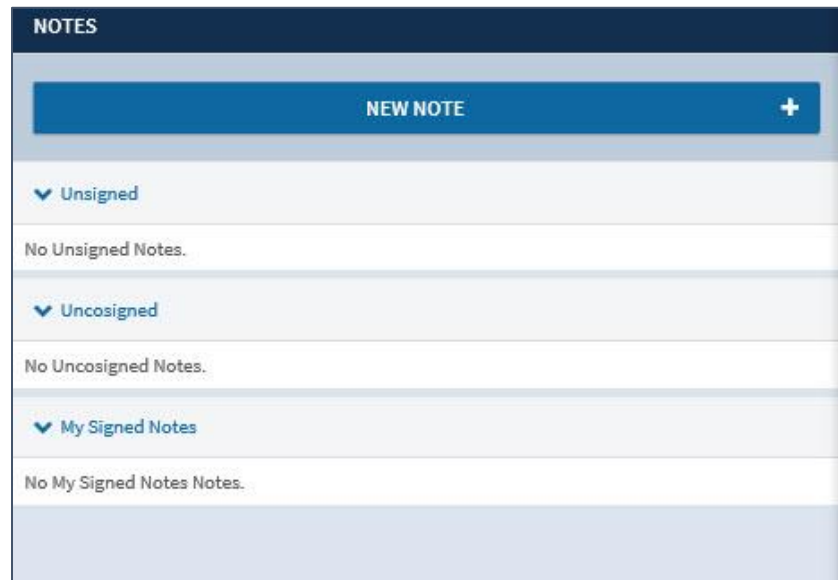 NOTES
NEW NOTE
Unsigned
No Unsigned Notes.
Uncosigned
No Uncosigned Notes.
My Signed Notes
No My Signed Notes Notes.